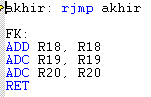 akhir: rjmp akhir
FK:
ADD R18, R18
ADC R19, R19
ADC R20, R20
RET